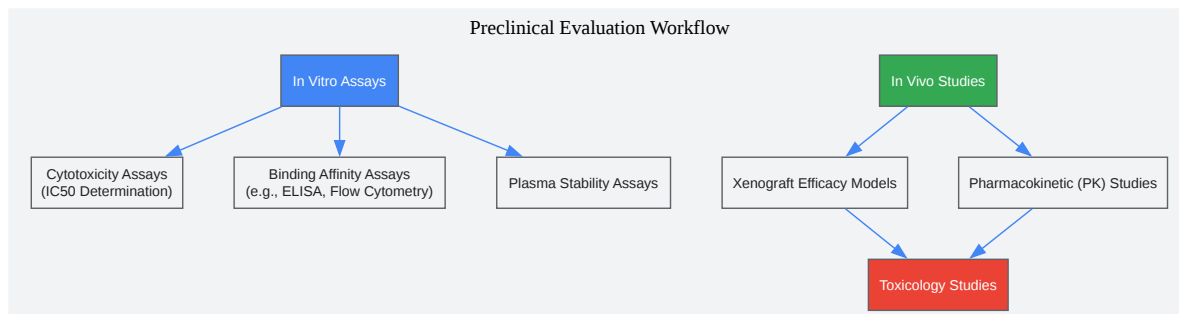 Preclinical Evaluation Workflow
In Vitro Assays
In Vivo Studies
Cytotoxicity Assays
(IC50 Determination)
Binding Affinity Assays
(e.g., ELISA, Flow Cytometry)
Plasma Stability Assays
Xenograft Efficacy Models
Pharmacokinetic (PK) Studies
Toxicology Studies